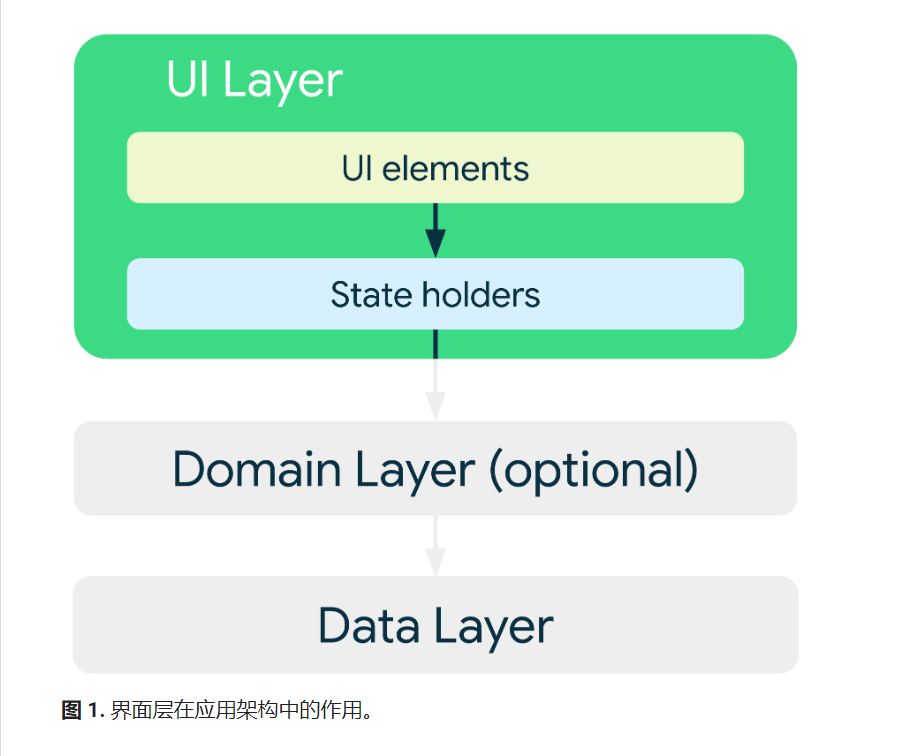 UI Layer
UI elements
State holders
Domain Layer (optional)
Data Layer
图 1. 界面层在应用架构中的作用。